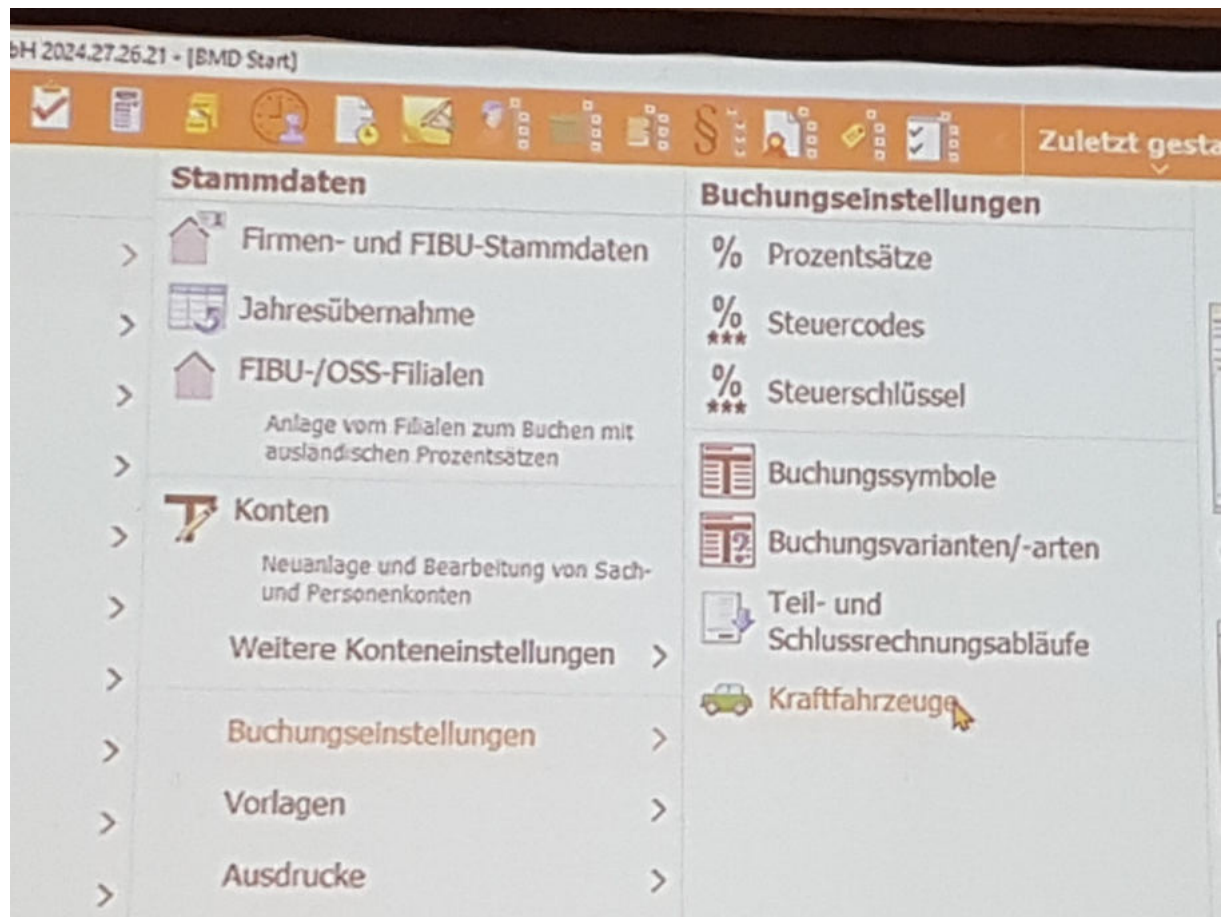 bH 2024.27.26.21 - [BMD Start]
Zuletzt gesta
Stammdaten
Firmen- und FIBU-Stammdaten
Jahresübernahme
FIBU-/OSS-Filialen
Anlage vom Filialen zum Buchen mit
ausländischen Prozentsätzen
Konten
Neuanlage und Bearbeitung von Sach-
und Personenkonten
Weitere Konteneinstellungen
Buchungseinstellungen
Vorlagen
Ausdrucke
Buchungseinstellungen
% Prozentsätze
% Steuercodes
***
% Steuerschlüssel
***
Buchungssymbole
Buchungsvarianten/-arten
Teil- und
Schlussrechnungsabläufe
Kraftfahrzeuge